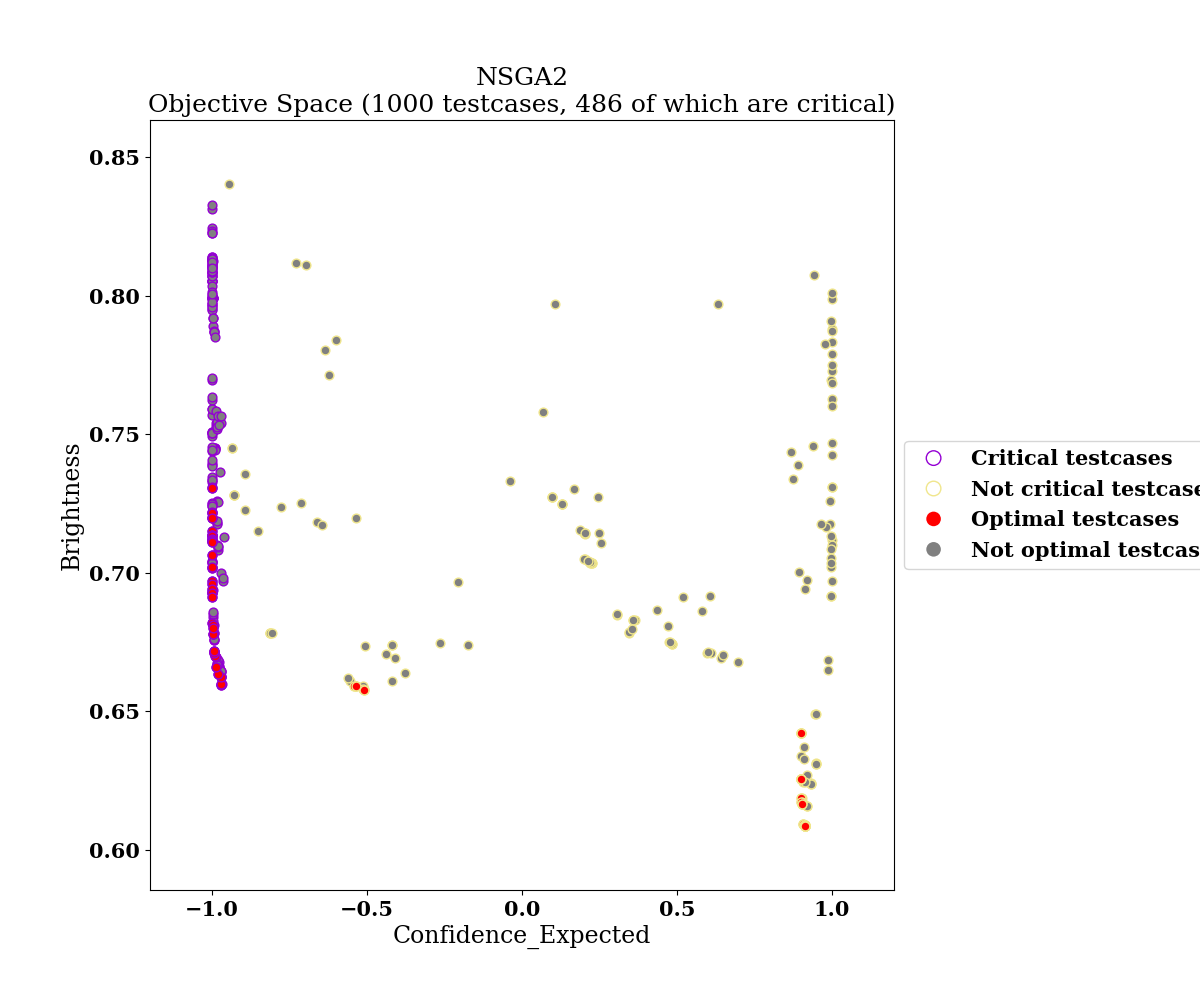 NSGA2
Objective Space (1000 testcases, 486 of which are critical)
0.85
0.80
0.75
0.70
0.65
0.60
Brightness
−1.0
−0.5
0.0
0.5
1.0
Confidence_Expected
Critical testcases
Not critical testcase
Optimal testcases
Not optimal testcas